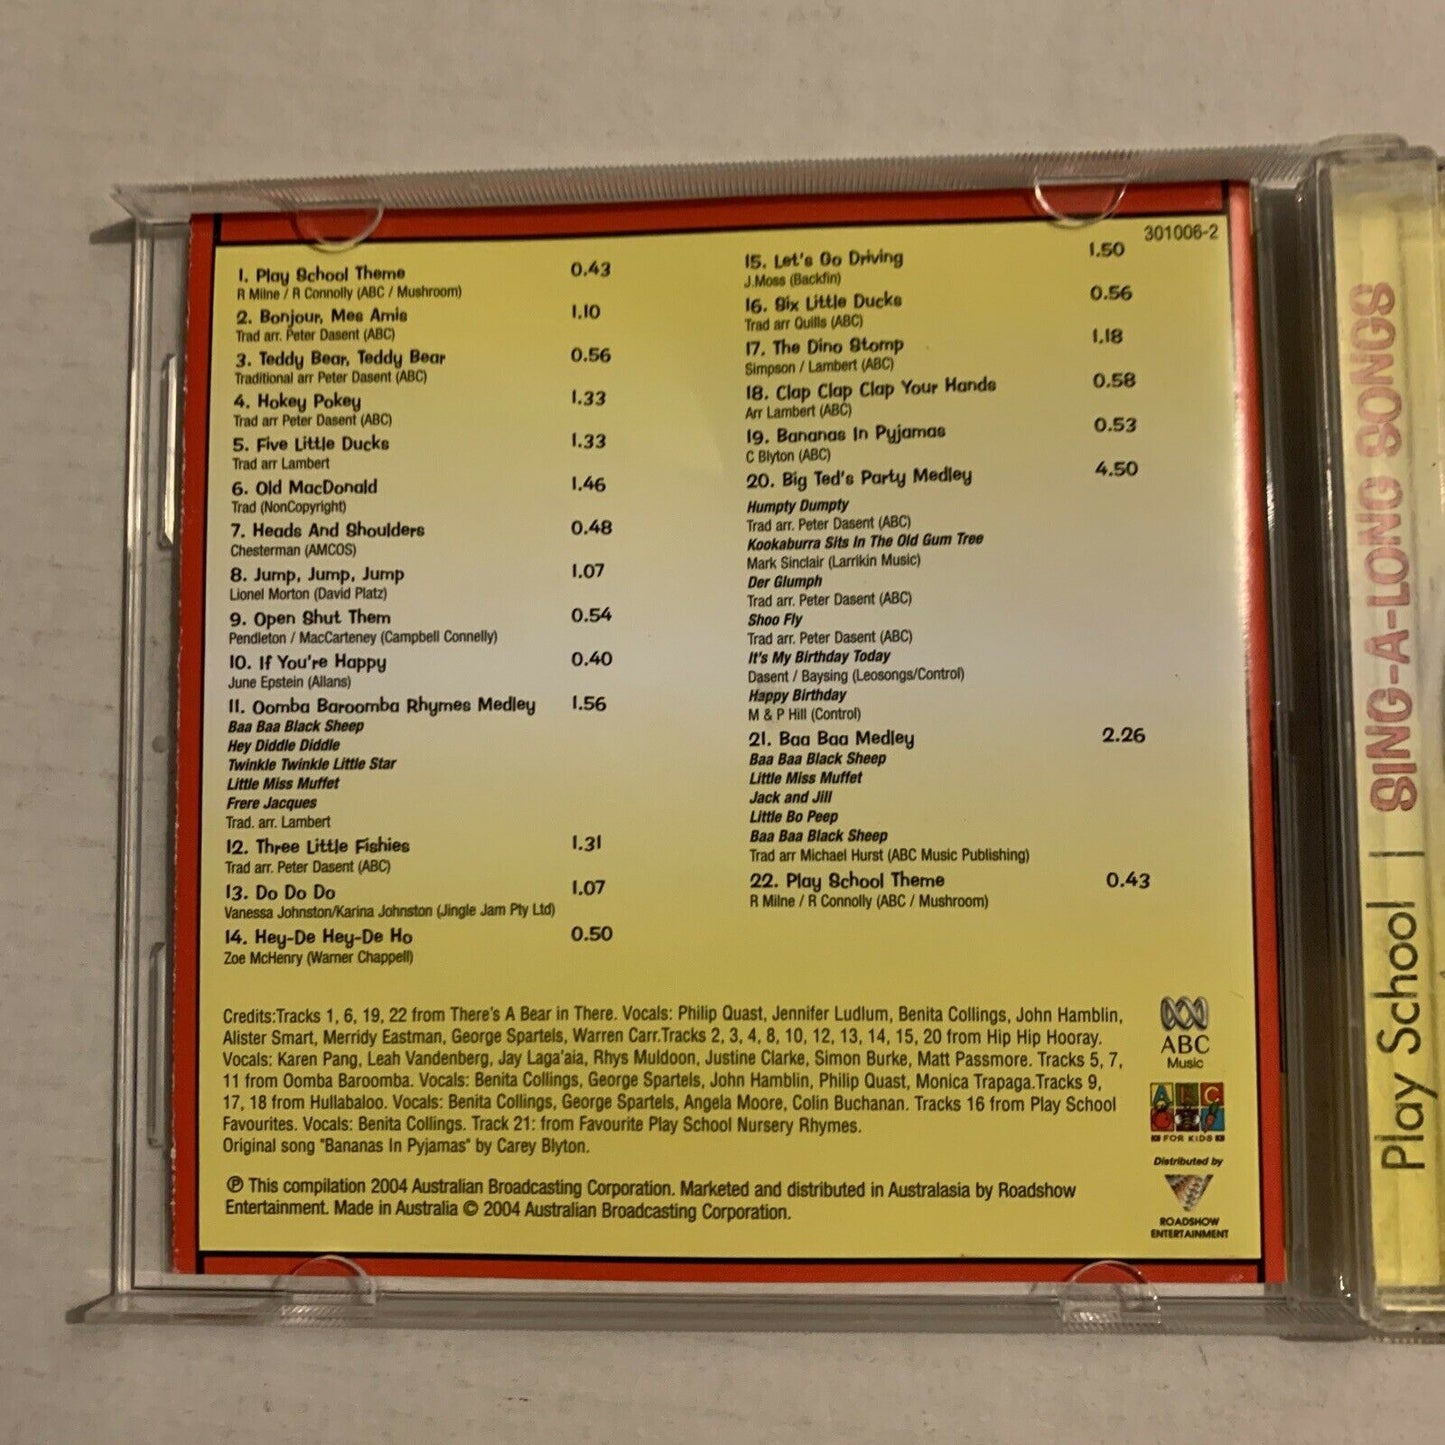 301006-2
1. Play School Theme 0.43
R Milne / R Connolly (ABC / Mushroom)
2. Bonjour, Mes Amis 1.10
Trad arr. Peter Dasent (ABC)
3. Teddy Bear, Teddy Bear 0.56
Traditional arr Peter Dasent (ABC)
4. Hokey Pokey 1.33
Trad arr Peter Dasent (ABC)
5. Five Little Ducks 1.33
Trad arr Lambert
6. Old MacDonald 1.46
Trad (NonCopyright)
7. Heads And Shoulders 0.48
Chesterman (AMCOS)
8. Jump, Jump, Jump 1.07
Lionel Morton (David Platz)
9. Open Shut Them 0.54
Pendleton / MacCarteney (Campbell Connelly)
10. If You're Happy 0.40
June Epstein (Allans)
11. Oomba Baroomba Rhymes Medley 1.56
Baa Baa Black Sheep
Hey Diddle Diddle
Twinkle Twinkle Little Star
Little Miss Muffet
Frere Jacques
Trad. arr. Lambert
12. Three Little Fishies 1.31
Trad arr. Peter Dasent (ABC)
13. Do Do Do 1.07
Vanessa Johnston/Karina Johnston (Jingle Jam Pty Ltd)
14. Hey-De Hey-De Ho 0.50
Zoe McHenry (Warner Chappell)
15. Let's Go Driving 1.50
J.Moss (Backfin)
16. Six Little Ducks 0.56
Trad arr Quills (ABC)
17. The Dino Stomp 1.18
Simpson / Lambert (ABC)
18. Clap Clap Clap Your Hands 0.58
Arr Lambert (ABC)
19. Bananas In Pyjamas 0.53
C Blyton (ABC)
20. Big Ted's Party Medley 4.50
Humpty Dumpty
Trad arr. Peter Dasent (ABC)
Kookaburra Sits In The Old Gum Tree
Mark Sinclair (Larrikin Music)
Der Glumph
Trad arr. Peter Dasent (ABC)
Shoo Fly
Trad arr. Peter Dasent (ABC)
It's My Birthday Today
Dasent / Baysing (Leosongs/Control)
Happy Birthday
M & P Hill (Control)
21. Baa Baa Medley 2.26
Baa Baa Black Sheep
Little Miss Muffet
Jack and Jill
Little Bo Peep
Baa Baa Black Sheep
Trad arr Michael Hurst (ABC Music Publishing)
22. Play School Theme 0.43
R Milne / R Connolly (ABC / Mushroom)
Credits:Tracks 1, 6, 19, 22 from There's A Bear in There. Vocals: Philip Quast, Jennifer Ludlum, Benita Collings, John Hamblin,
Alister Smart, Merridy Eastman, George Spartels, Warren Carr.Tracks 2, 3, 4, 8, 10, 12, 13, 14, 15, 20 from Hip Hip Hooray.
Vocals: Karen Pang, Leah Vandenberg, Jay Laga'aia, Rhys Muldoon, Justine Clarke, Simon Burke, Matt Passmore. Tracks 5, 7,
11 from Oomba Baroomba. Vocals: Benita Collings, George Spartels, John Hamblin, Philip Quast, Monica Trapaga.Tracks 9,
17, 18 from Hullabaloo. Vocals: Benita Collings, George Spartels, Angela Moore, Colin Buchanan. Tracks 16 from Play School
Favourites. Vocals: Benita Collings. Track 21: from Favourite Play School Nursery Rhymes.
Original song "Bananas In Pyjamas" by Carey Blyton.
℗ This compilation 2004 Australian Broadcasting Corporation. Marketed and distributed in Australasia by Roadshow
Entertainment. Made in Australia © 2004 Australian Broadcasting Corporation.
ABC
Music
ABC
FOR KIDS
Distributed by
ROADSHOW
ENTERTAINMENT
Play School | SING-A-LONG SONGS